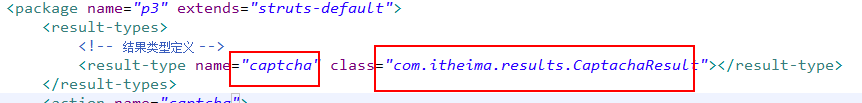 <package name="p3" extends="struts-default">
<result-types>
<!-- 结果类型定义 -->
<result-type name="captcha" class="com.itheima.results.CaptachaResult"></result-type>
</result-types>
<action name="captcha">